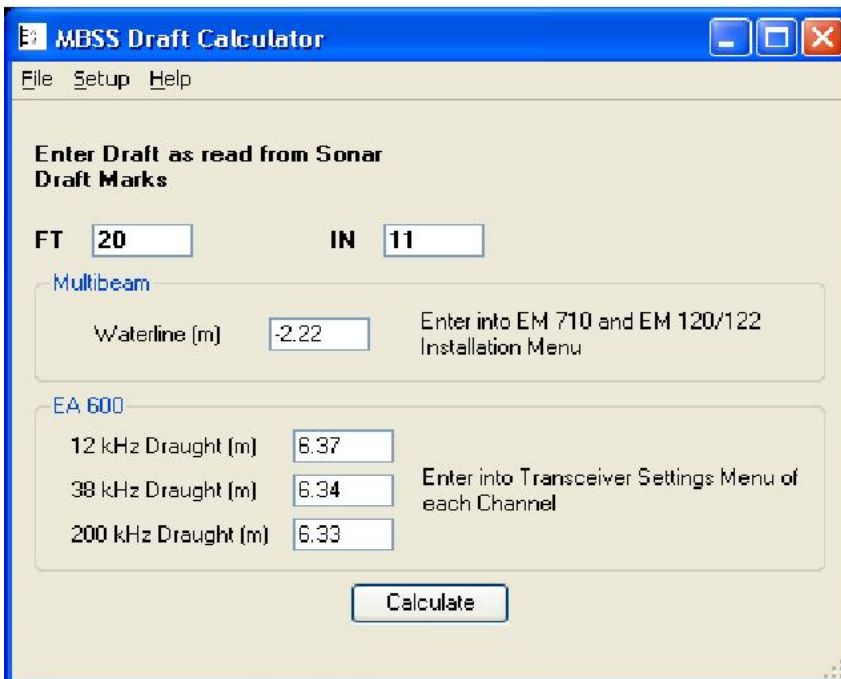 MBSS Draft Calculator
File Setup Help
Enter Draft as read from Sonar
Draft Marks
FT 20 IN 11
Multibeam
Waterline (m) -2.22 Enter into EM 710 and EM 120/122
Installation Menu
EA 600
12 kHz Draught (m) 6.37
38 kHz Draught (m) 6.34 Enter into Transceiver Settings Menu of
each Channel
200 kHz Draught (m) 6.33
Calculate